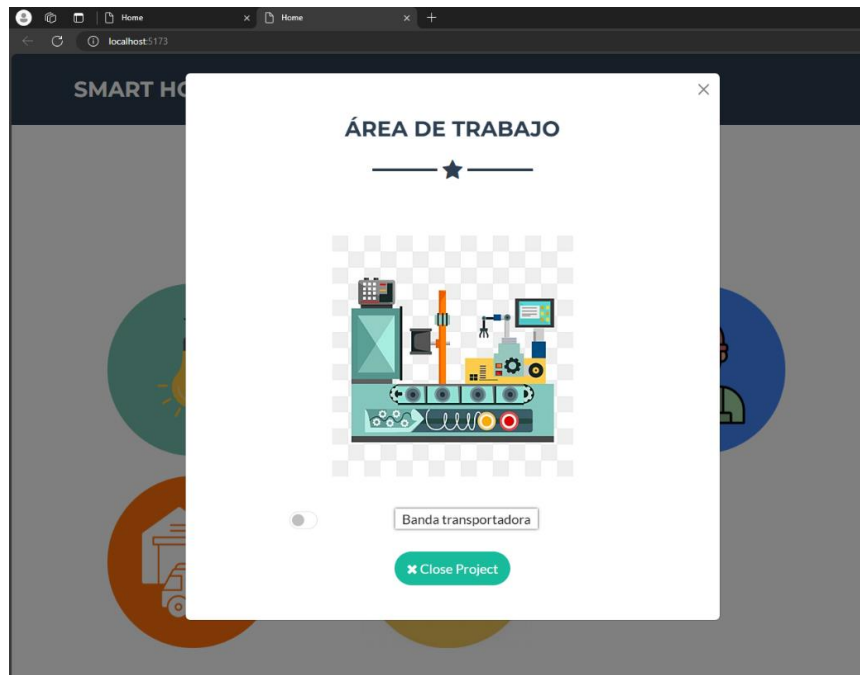 Home
Home
localhost:5173
SMART HO
ÁREA DE TRABAJO
Banda transportadora
Close Project